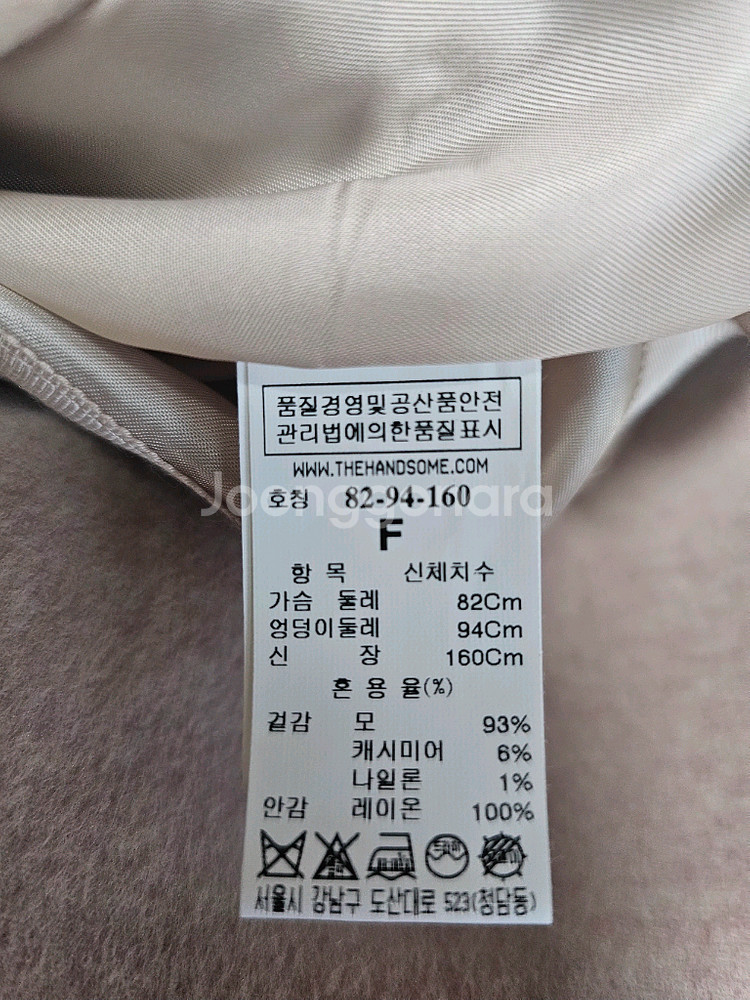 품질경영및공산품안전
관리법에의한품질표시
WWW.THEHANDSOME.COM
호칭 82-94-160
Joonggonara
F
항 목 신체치수
가슴 둘레 82Cm
엉덩이둘레 94Cm
신 장 160Cm
혼 용 율(%)
겉감 모 93%
캐시미어 6%
나일론 1%
안감 레이온 100%
드라이
서울시 강남구 도산대로 523(청담동)